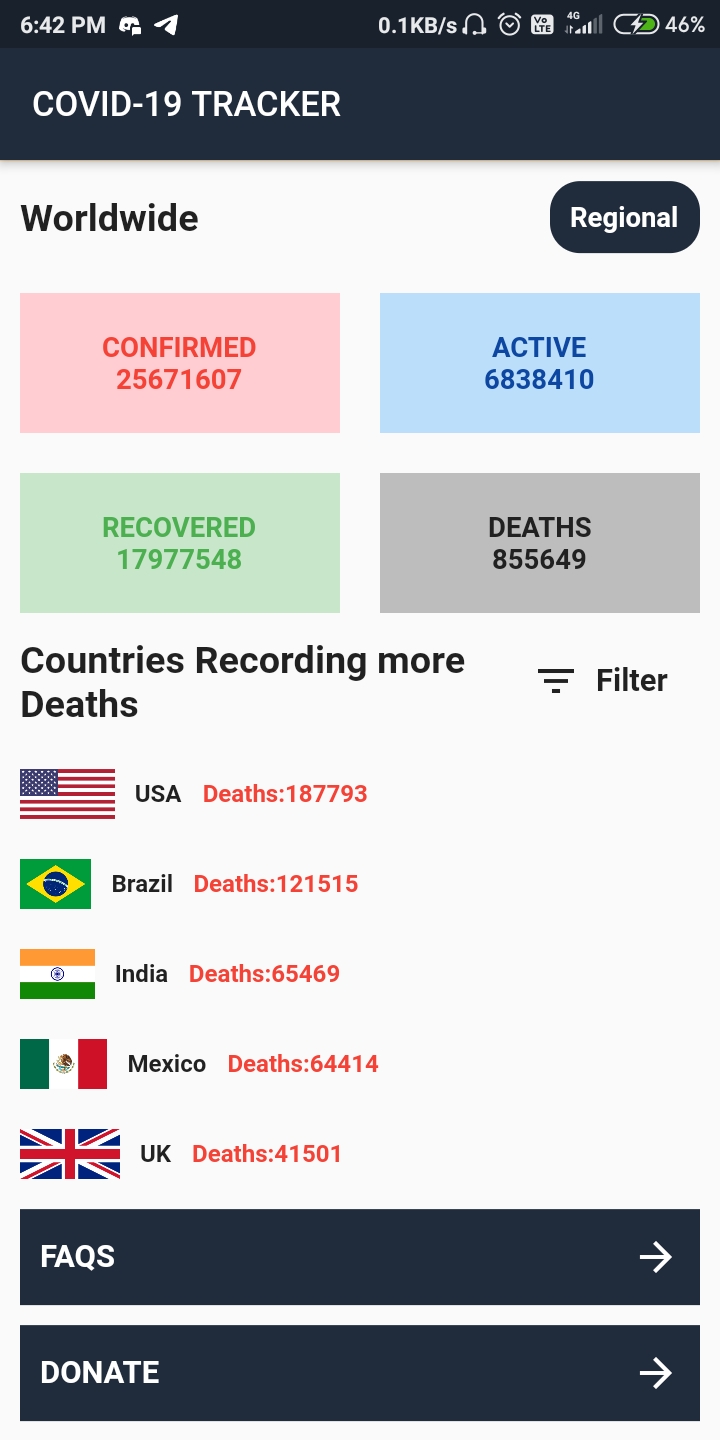 6:42 PM 0.1KB/s Vo LTE 4G 46%
COVID-19 TRACKER
Worldwide
Regional
CONFIRMED
25671607
ACTIVE
6838410
RECOVERED
17977548
DEATHS
855649
Countries Recording more
Deaths
Filter
USA Deaths:187793
Brazil Deaths:121515
India Deaths:65469
Mexico Deaths:64414
UK Deaths:41501
FAQS
DONATE